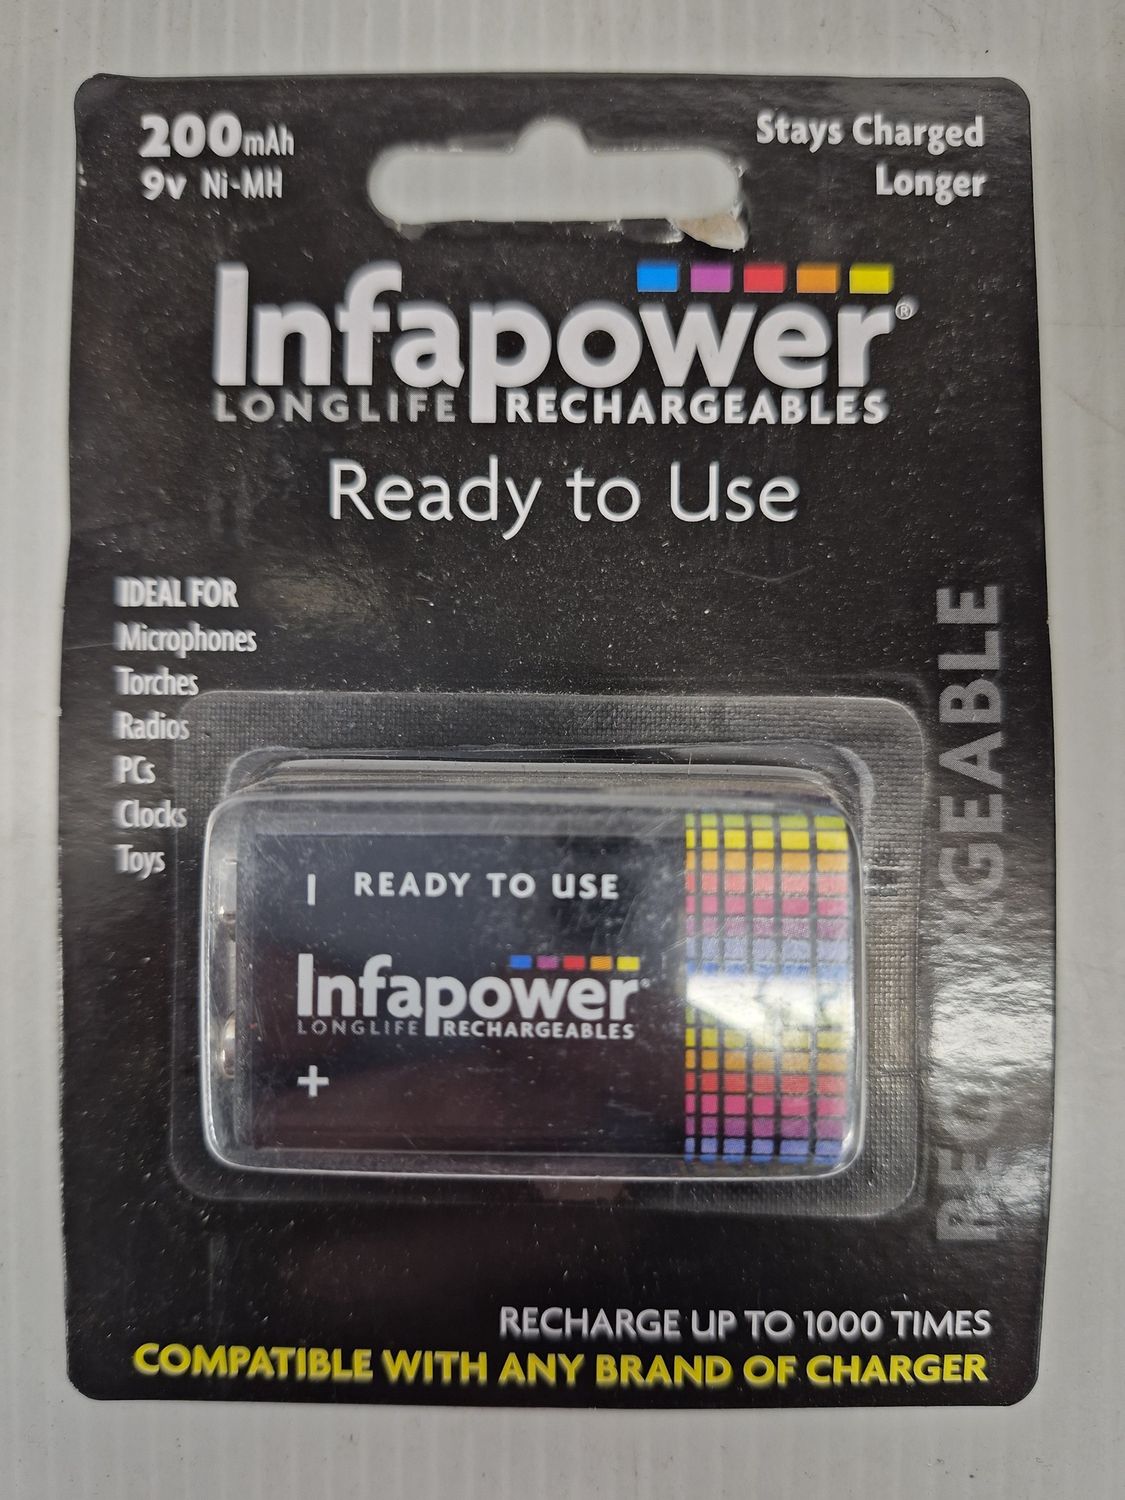 200mAh
9v Ni-MH
Stays Charged
Longer
Infapower®
LONGLIFE RECHARGEABLES
Ready to Use
IDEAL FOR
Microphones
Torches
Radios
PCs
Clocks
Toys
RECHARGEABLE
– READY TO USE
Infapower®
LONGLIFE RECHARGEABLES
+
RECHARGE UP TO 1000 TIMES
COMPATIBLE WITH ANY BRAND OF CHARGER